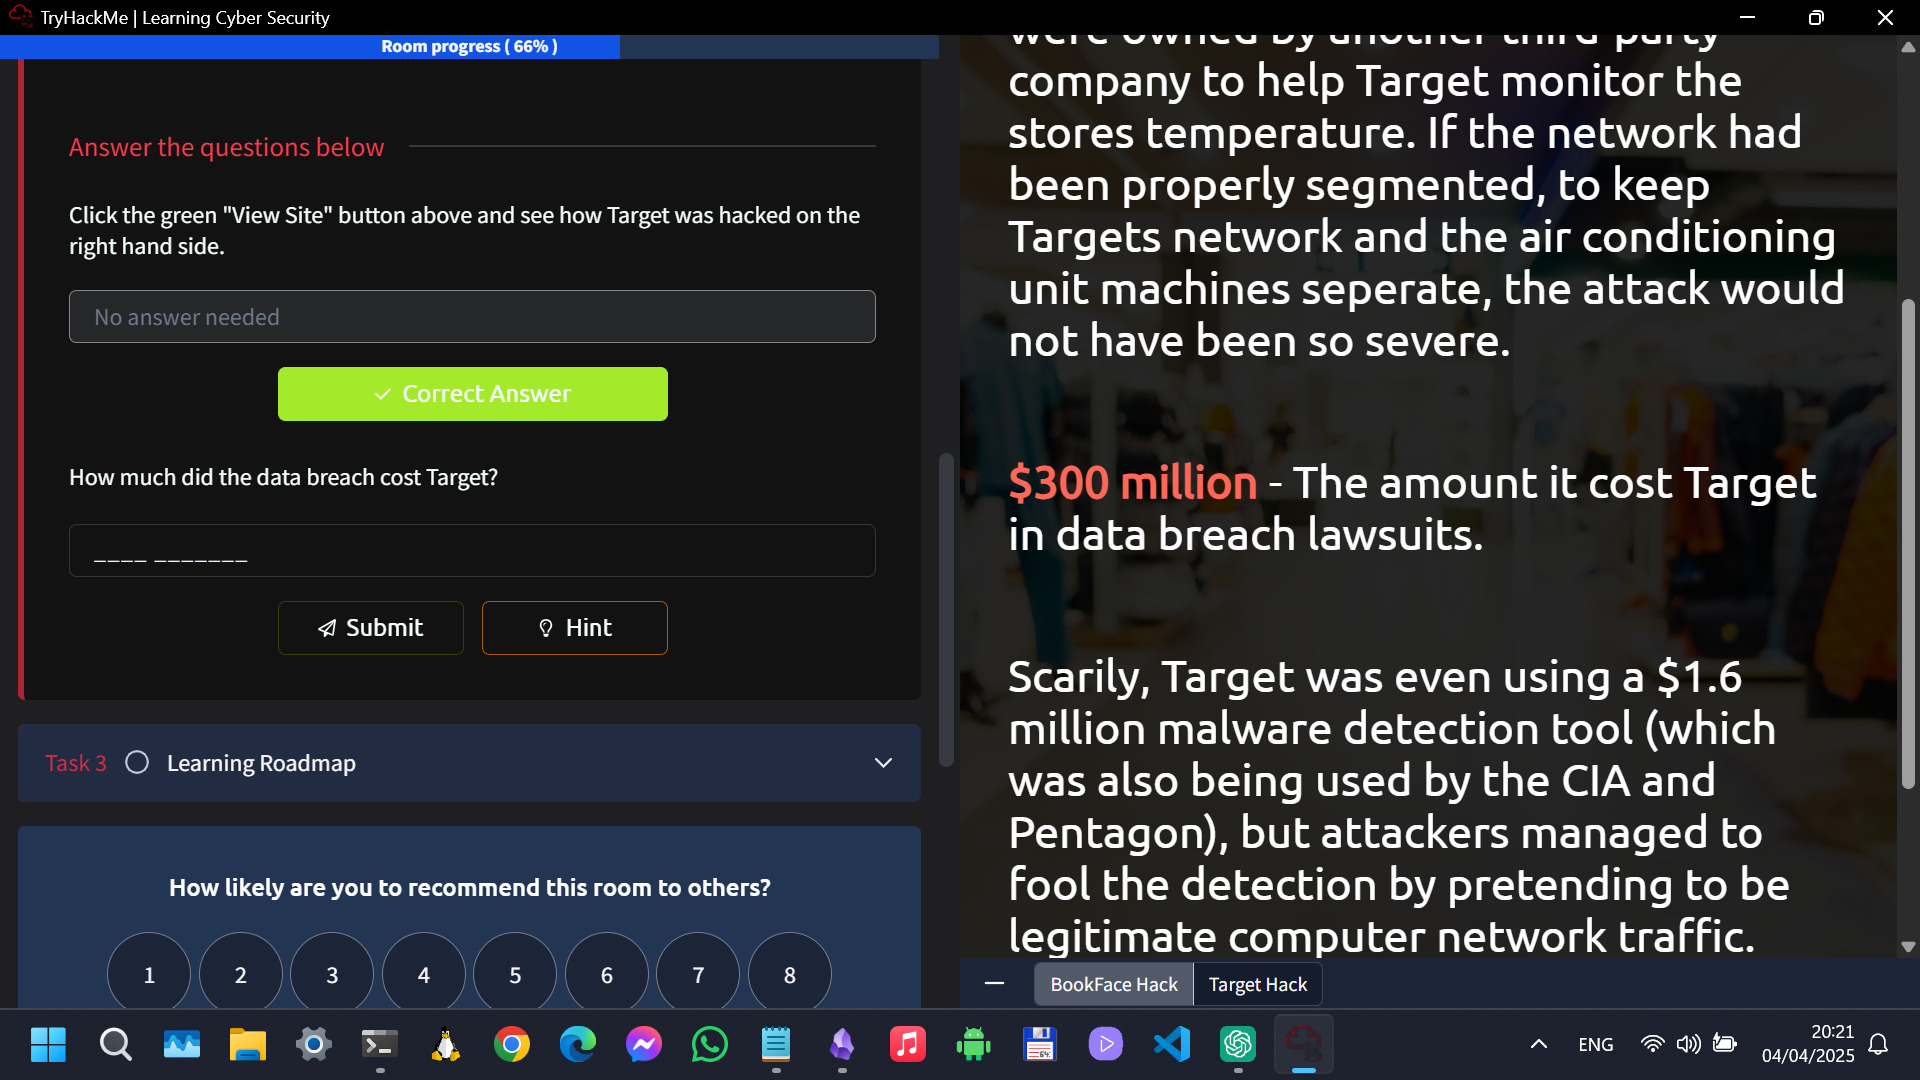 TryHackMe | Learning Cyber Security
Room progress ( 66% )
Answer the questions below
Click the green "View Site" button above and see how Target was hacked on the
right hand side.
No answer needed
Correct Answer
How much did the data breach cost Target?
____ _______
Submit
Hint
Task 3
Learning Roadmap
How likely are you to recommend this room to others?
1 2 3 4 5 6 7 8
were owned by another third party
company to help Target monitor the
stores temperature. If the network had
been properly segmented, to keep
Targets network and the air conditioning
unit machines seperate, the attack would
not have been so severe.
$300 million - The amount it cost Target
in data breach lawsuits.
Scarily, Target was even using a $1.6
million malware detection tool (which
was also being used by the CIA and
Pentagon), but attackers managed to
fool the detection by pretending to be
legitimate computer network traffic.
BookFace Hack
Target Hack
64
ENG
20:21
04/04/2025